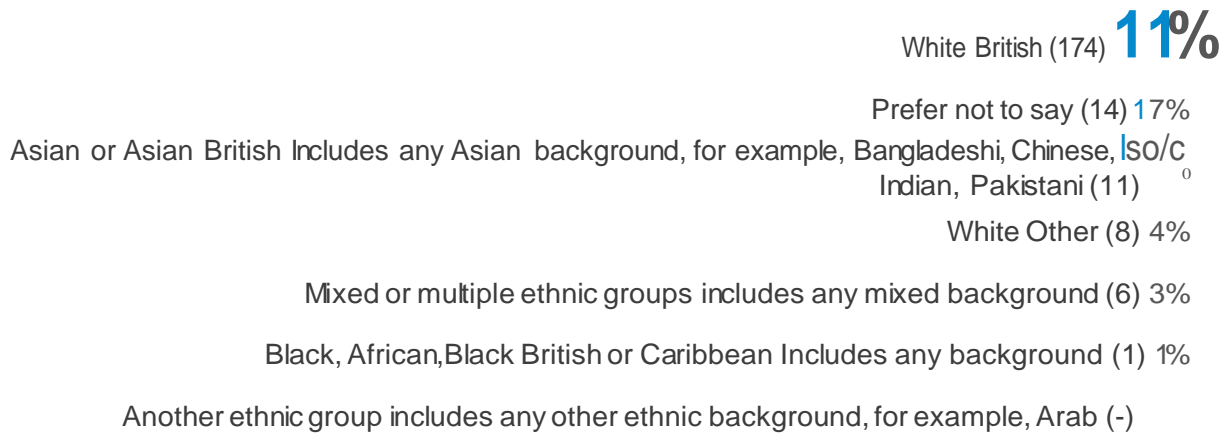 White British (174) 11%
Prefer not to say (14) 17%
Asian or Asian British Includes any Asian background, for example, Bangladeshi, Chinese, Iso/c
Indian, Pakistani (11) 0
White Other (8) 4%
Mixed or multiple ethnic groups includes any mixed background (6) 3%
Black, African,Black British or Caribbean Includes any background (1) 1%
Another ethnic group includes any other ethnic background, for example, Arab (-)